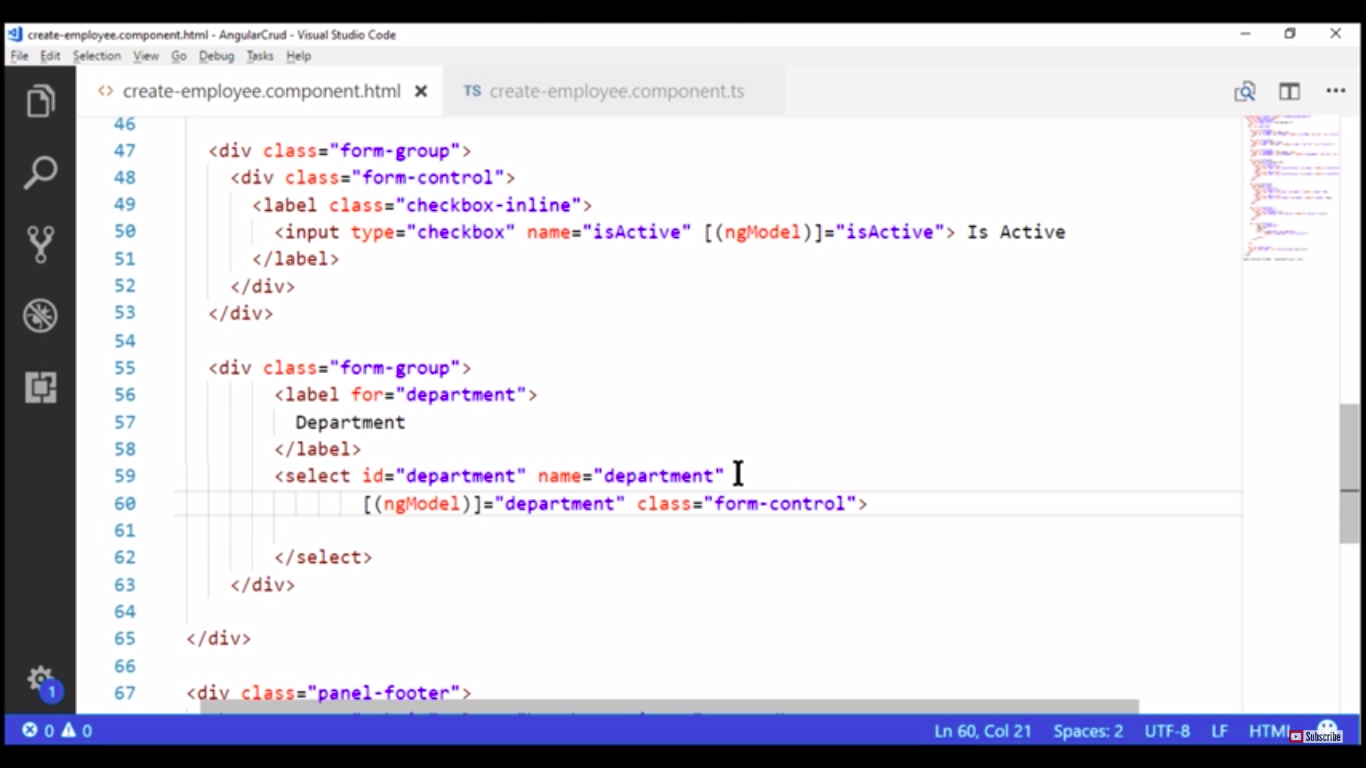 create-employee.component.html - AngularCrud - Visual Studio Code
File Edit Selection View Go Debug Tasks Help
<> create-employee.component.html × TS create-employee.component.ts
46
47 <div class="form-group">
48 <div class="form-control">
49 <label class="checkbox-inline">
50 <input type="checkbox" name="isActive" [(ngModel)]="isActive"> Is Active
51 </label>
52 </div>
53 </div>
54
55 <div class="form-group">
56 <label for="department">
57 Department
58 </label>
59 <select id="department" name="department"
60 [(ngModel)]="department" class="form-control">
61
62 </select>
63 </div>
64
65 </div>
66
67 <div class="panel-footer">
1
0 0 Ln 60, Col 21 Spaces: 2 UTF-8 LF HTML
Subscribe